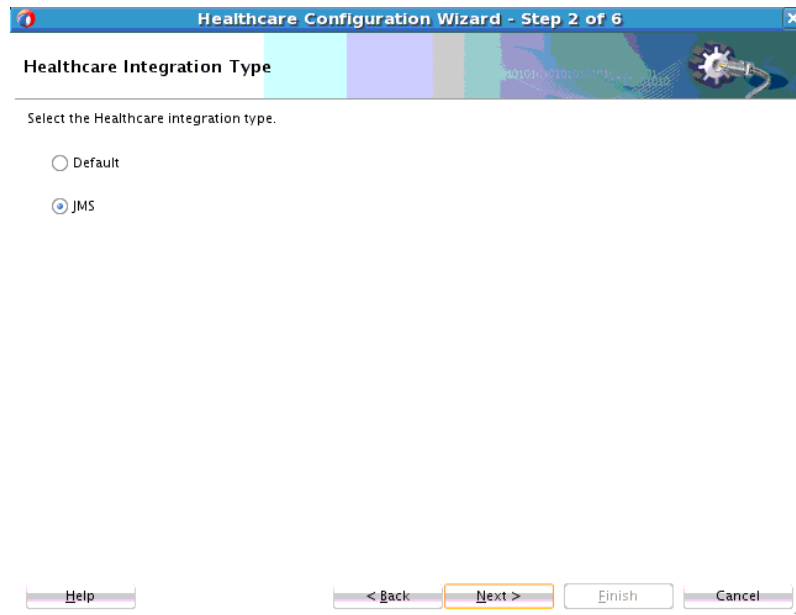 Healthcare Configuration Wizard - Step 2 of 6
Healthcare Integration Type
Select the Healthcare integration type.
Default
JMS
Help
< Back
Next >
Finish
Cancel